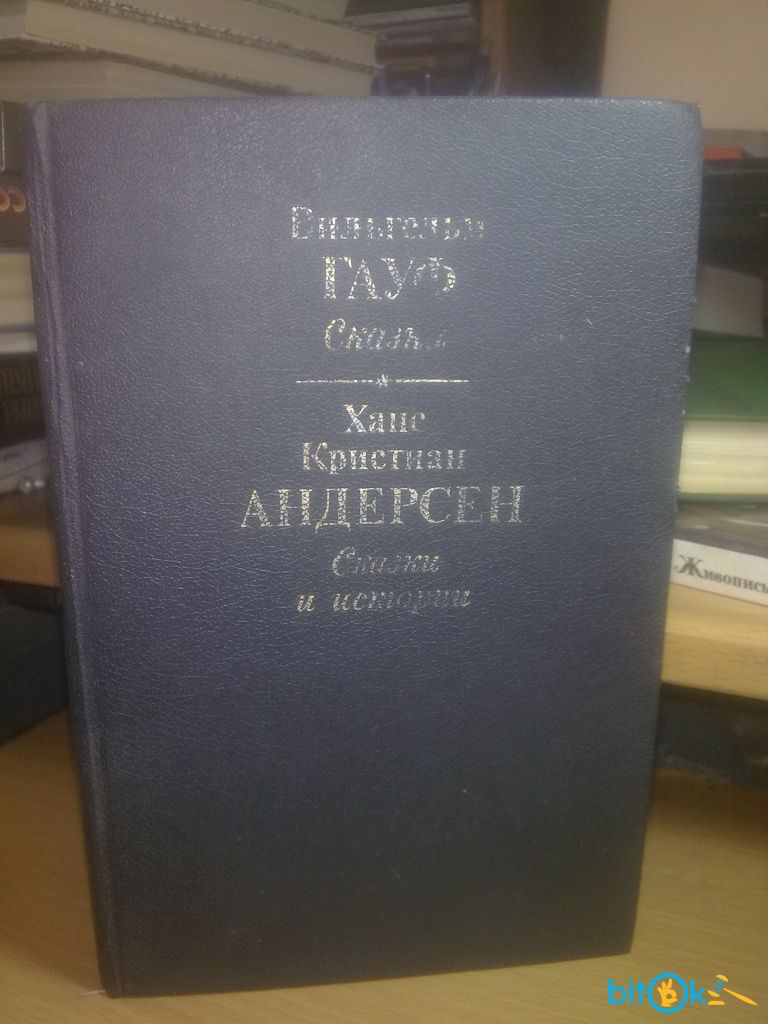 Вильгельм
ГАУФ
Сказки
Ханс
Кристиан
АНДЕРСЕН
Сказки
и истории
Живопись
bitok